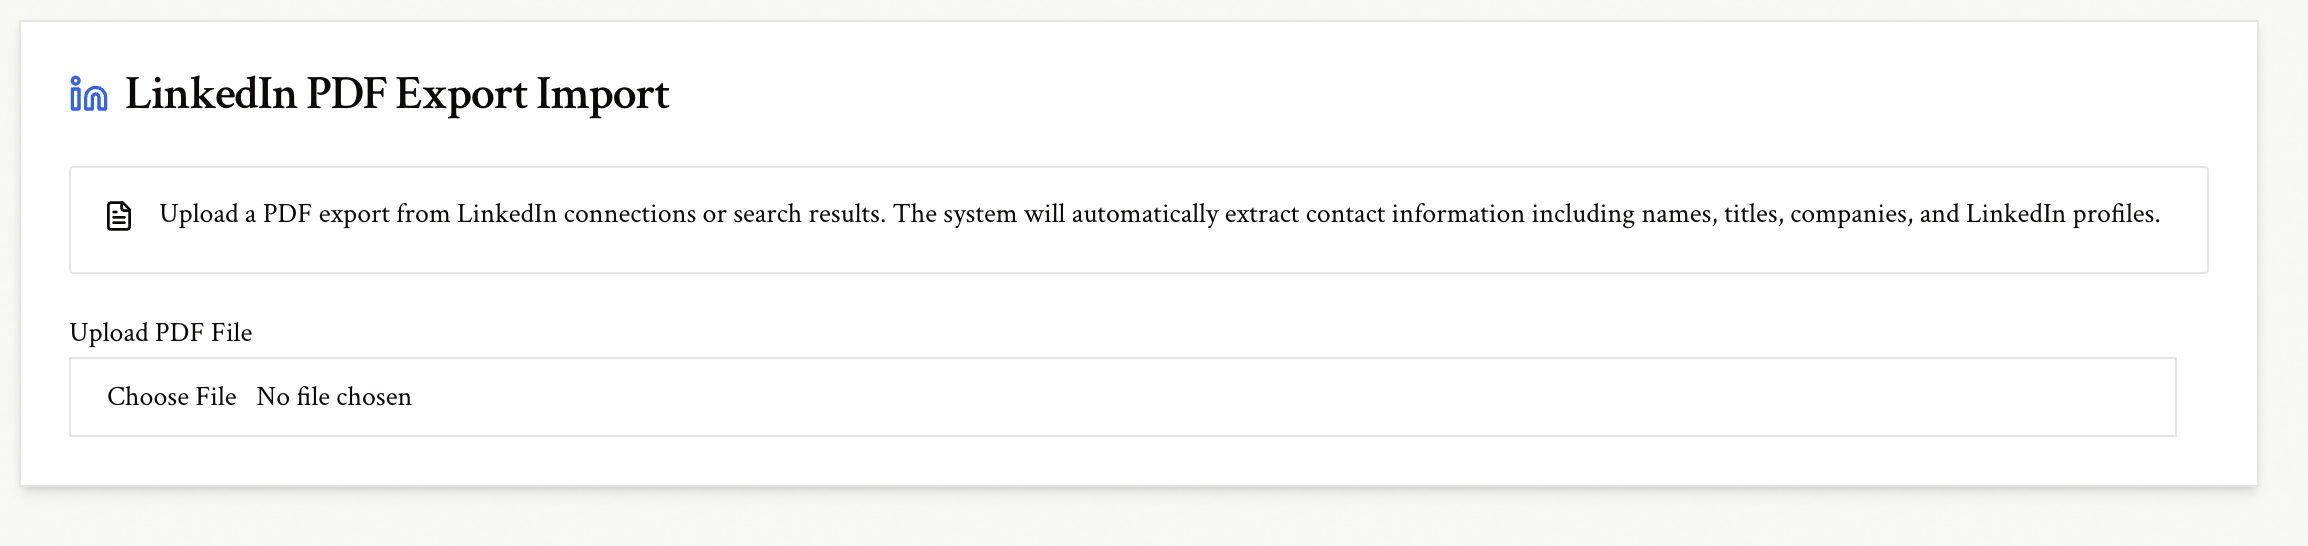 in LinkedIn PDF Export Import
Upload a PDF export from LinkedIn connections or search results. The system will automatically extract contact information including names, titles, companies, and LinkedIn profiles.
Upload PDF File
Choose File No file chosen